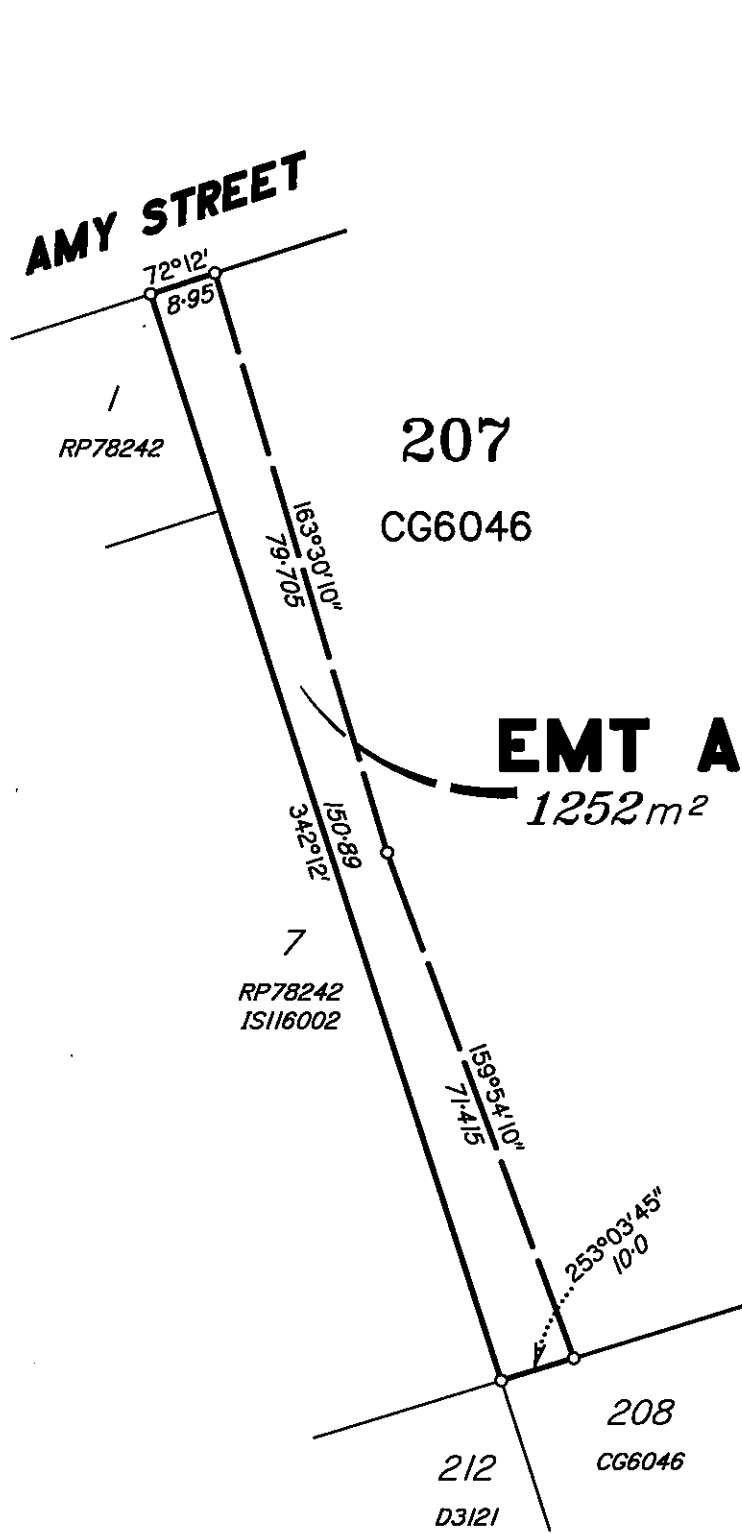 AMY STREET
72°12'
8·95
1
RP78242
207
CG6046
163°30'10"
79·705
EMT A
1252m²
150·89
342°12'
7
RP78242
IS116002
159°54'10"
71·415
253°03'45"
10·0
208
CG6046
212
D3121